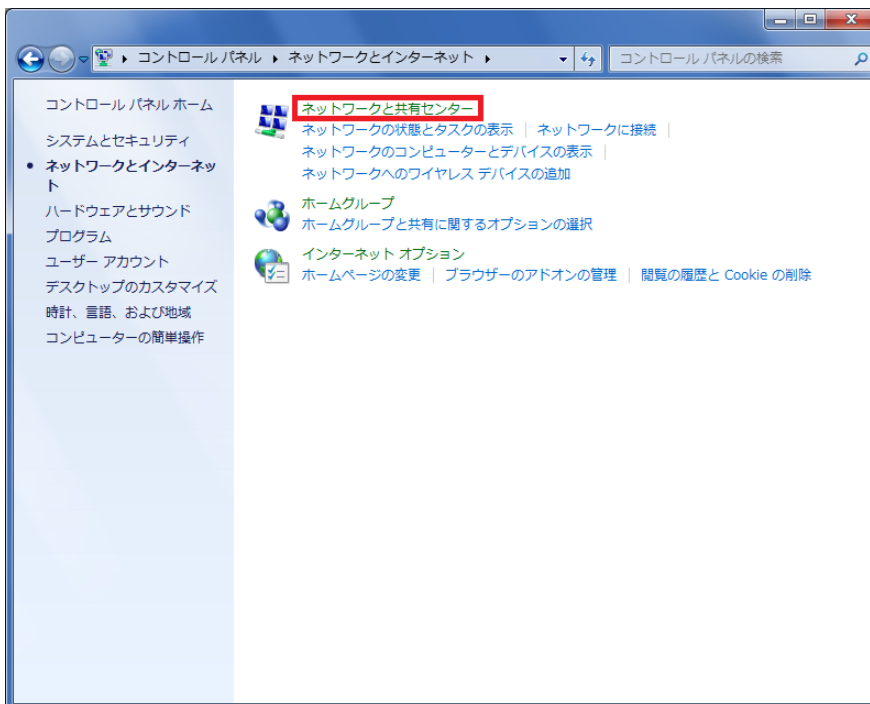 コントロール パネル ネットワークとインターネット コントロール パネルの検索
コントロール パネル ホーム
システムとセキュリティ
ネットワークとインターネッ
ト
ハードウェアとサウンド
プログラム
ユーザー アカウント
デスクトップのカスタマイズ
時計、言語、および地域
コンピューターの簡単操作
ネットワークと共有センター
ネットワークの状態とタスクの表示 ネットワークに接続
ネットワークのコンピューターとデバイスの表示
ネットワークへのワイヤレス デバイスの追加
ホームグループ
ホームグループと共有に関するオプションの選択
インターネット オプション
ホームページの変更 ブラウザーのアドオンの管理 閲覧の履歴と Cookie の削除